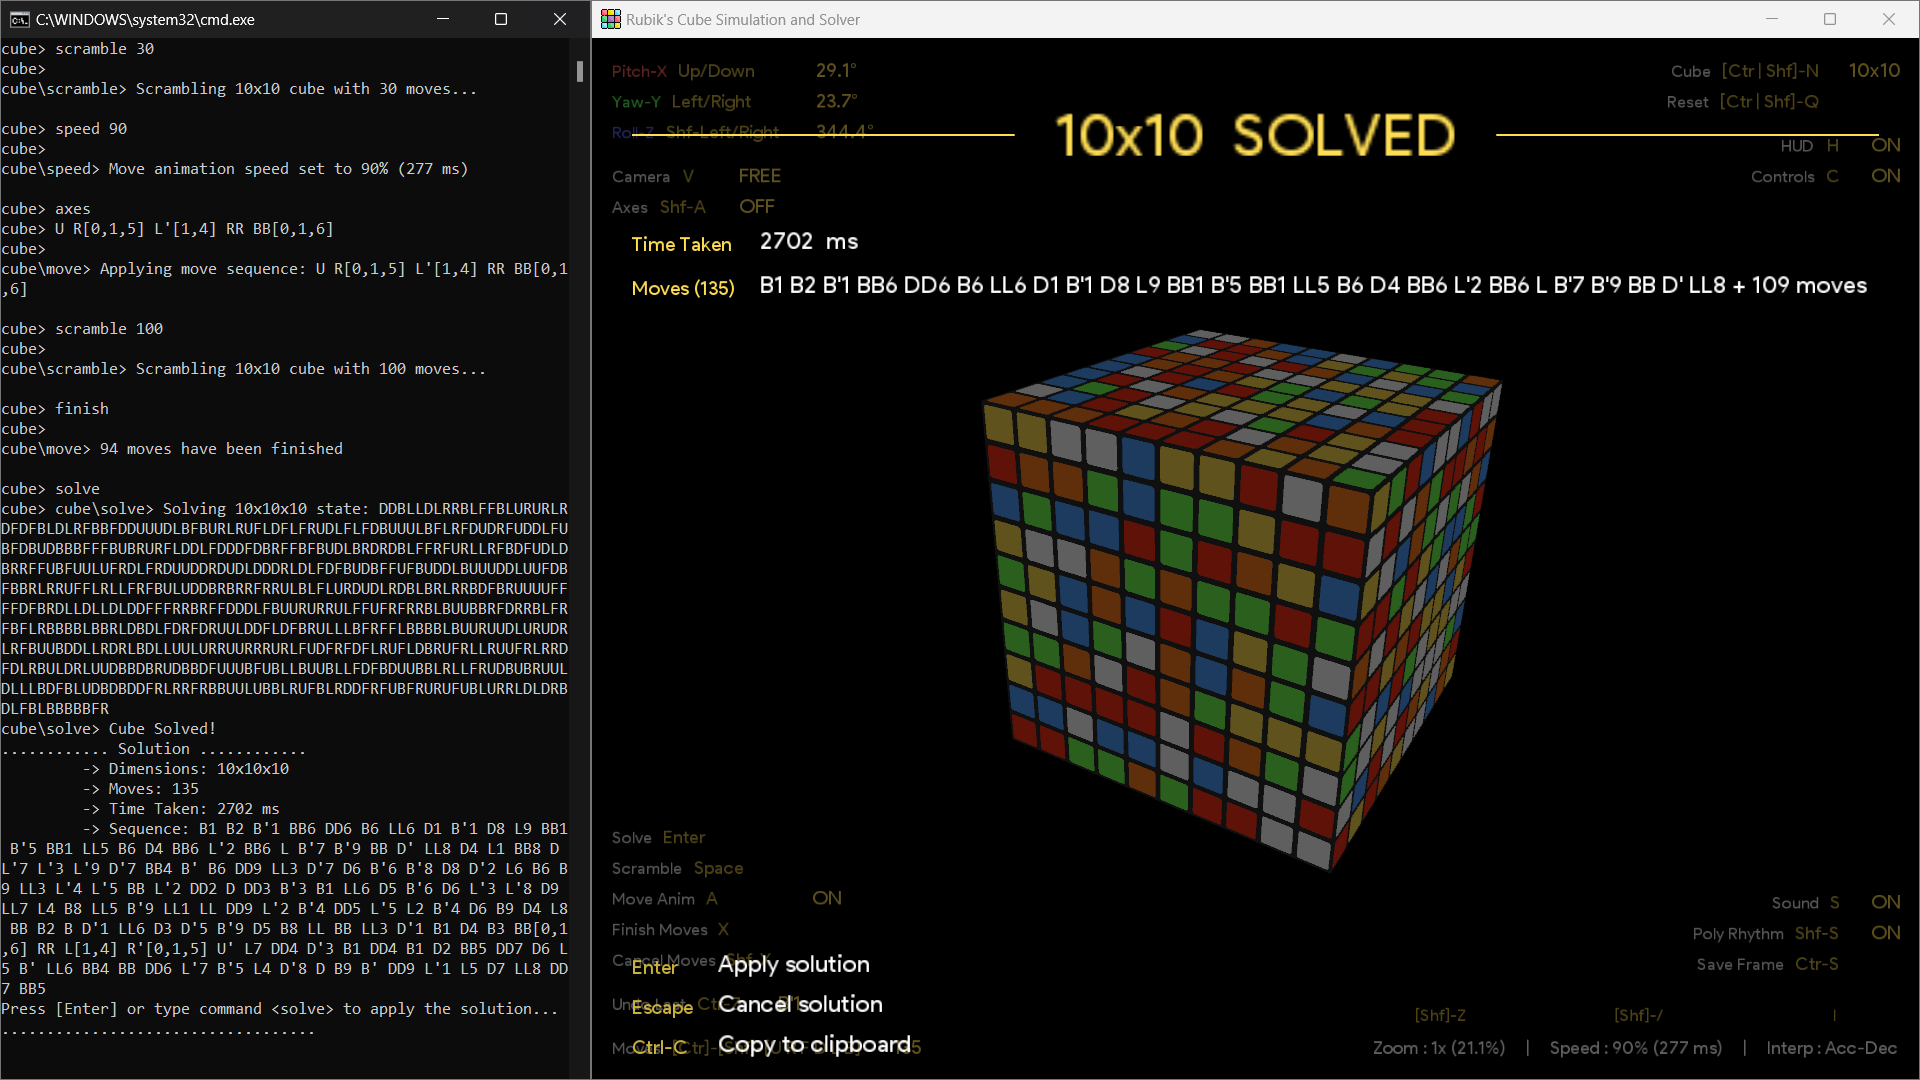 C:\WINDOWS\system32\cmd.exe
cube> scramble 30
cube>
cube\scramble> Scrambling 10x10 cube with 30 moves...
cube> speed 90
cube>
cube\speed> Move animation speed set to 90% (277 ms)
cube> axes
cube> U R[0,1,5] L'[1,4] RR BB[0,1,6]
cube>
cube\move> Applying move sequence: U R[0,1,5] L'[1,4] RR BB[0,1
,6]
cube> scramble 100
cube>
cube\scramble> Scrambling 10x10 cube with 100 moves...
cube> finish
cube>
cube\move> 94 moves have been finished
cube> solve
cube> cube\solve> Solving 10x10x10 state: DDBLLDLRRBLFFBLURURLR
DFDFBLDLRFBBFDDUUUDLBFBURLRUFLDFLFRUDLFLFDBUUULBFLRFDUDRFUDDLFU
BFDBUDBBBFFFBUBRURFLDDLFDDDFDBRFFBFBUDLBRDRDBLFFRFURLLRFBDFUDLD
BRRFFUBFUULUFRDLFRDUUDDRDUDLDDDRLDLFDFBUDBFFUFBUDDLBUUUDDLUUFDB
FBBRLRRUFFLRLLFRFBULUDDBRBRRFRRULBLFLURDUDLRDBLBRLRRBDFBRUUUUFF
FFDFBRDLLDLLDLDDFFFRRBRFFDDDLFBUURURRULFFUFRFRRBLBUUBBRFDRRBLFR
FBFLRBBBBLBBRLDBDLFDRFDRUULDDFLDFBRULLLBFRFFLBBBBLBUURUUDLURUDR
LRFBUUBDDLLRDRLBDLLUULURRUURRRURLFUDFRFDFLRUFLDBRUFRLLRUUFRLRRD
FDLRBULDRLUUDBBDBRUDBBDFUUUBFUBLLBUUBLLFDFBDUUBBLRLLFRUDBUBRUUL
DLLLBDFBLUDBDBDDFRLRRFRBBUULUBBLRUFBLRDDFRFUBFRURUFUBLURRLDLDRB
DLFBLBBBBBFR
cube\solve> Cube Solved!
............ Solution ............
-> Dimensions: 10x10x10
-> Moves: 135
-> Time Taken: 2702 ms
-> Sequence: B1 B2 B'1 BB6 DD6 B6 LL6 D1 B'1 D8 L9 BB1
B'5 BB1 LL5 B6 D4 BB6 L'2 BB6 L B'7 B'9 BB D' LL8 D4 L1 BB8 D
L'7 L'3 L'9 D'7 BB4 B' B6 DD9 LL3 D'7 D6 B'6 B'8 D8 D'2 L6 B6 B
9 LL3 L'4 L'5 BB L'2 DD2 D DD3 B'3 B1 LL6 D5 B'6 D6 L'3 L'8 D9
LL7 L4 B8 LL5 B'9 LL1 LL DD9 L'2 B'4 DD5 L'5 L2 B'4 D6 B9 D4 L8
BB B2 B D'1 LL6 D3 D'5 B'9 D5 B8 LL BB LL3 D'1 B1 D4 B3 BB[0,1
,6] RR L[1,4] R'[0,1,5] U' L7 DD4 D'3 B1 DD4 B1 D2 BB5 DD7 D6 L
5 B' LL6 BB4 BB DD6 L'7 B'5 L4 D'8 D B9 B' DD9 L'1 L5 D7 LL8 DD
7 BB5
Press [Enter] or type command <solve> to apply the solution...
...................................
Rubik's Cube Simulation and Solver
Pitch-X Up/Down 29.1°
Yaw-Y Left/Right 23.7°
Roll-Z Shf-Left/Right 344.4°
Camera V FREE
Axes Shf-A OFF
Cube [Ctr|Shf]-N 10x10
Reset [Ctr|Shf]-Q
HUD H ON
Controls C ON
10x10 SOLVED
Time Taken 2702 ms
Moves (135) B1 B2 B'1 BB6 DD6 B6 LL6 D1 B'1 D8 L9 BB1 B'5 BB1 LL5 B6 D4 BB6 L'2 BB6 L B'7 B'9 BB D' LL8 + 109 moves
Solve Enter
Scramble Space
Move Anim A ON
Finish Moves X
Cancel Moves
Enter Apply solution
Escape Cancel solution
Ctrl-C Copy to clipboard
Sound S ON
Poly Rhythm Shf-S ON
Save Frame Ctr-S
[Shf]-Z [Shf]-/ I
Zoom : 1x (21.1%) | Speed : 90% (277 ms) | Interp : Acc-Dec